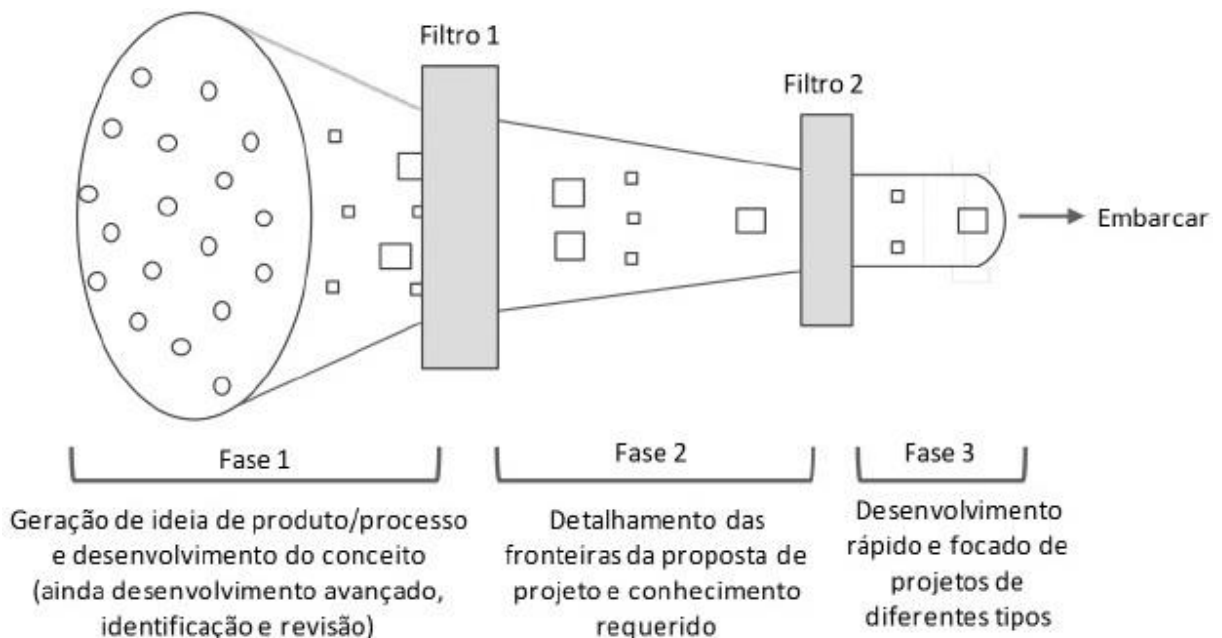 Filtro 1
Filtro 2
Embarcar
Fase 1
Fase 2
Fase 3
Geração de ideia de produto/processo
e desenvolvimento do conceito
(ainda desenvolvimento avançado,
identificação e revisão)
Detalhamento das
fronteiras da proposta de
projeto e conhecimento
requerido
Desenvolvimento
rápido e focado de
projetos de
diferentes tipos